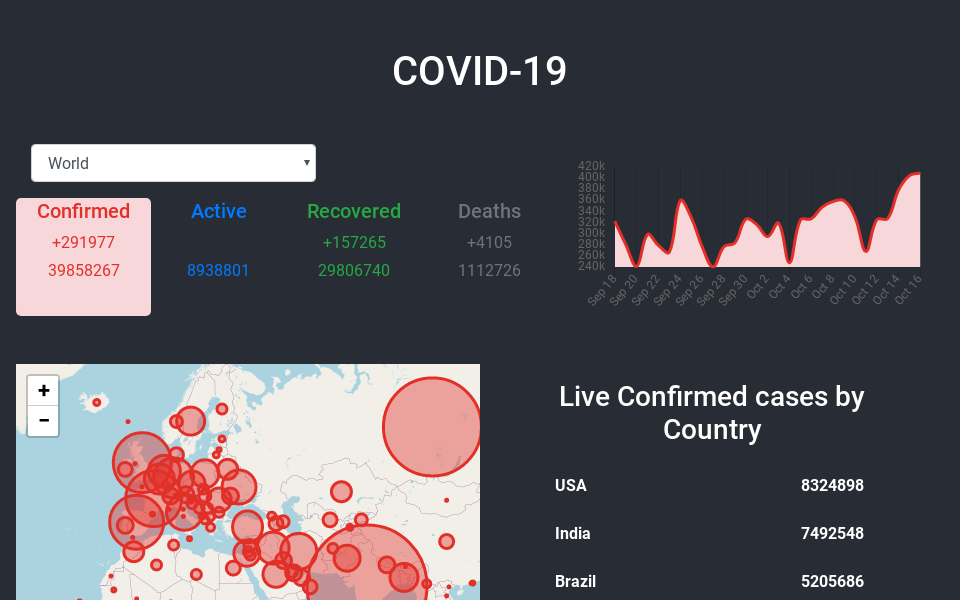 COVID-19
World
Confirmed
+291977
39858267
Active
8938801
Recovered
+157265
29806740
Deaths
+4105
1112726
420k
400k
380k
360k
340k
320k
300k
280k
260k
240k
Sep 18
Sep 20
Sep 22
Sep 24
Sep 26
Sep 28
Sep 30
Oct 2
Oct 4
Oct 6
Oct 8
Oct 10
Oct 12
Oct 14
Oct 16
+
−
Live Confirmed cases by
Country
USA 8324898
India 7492548
Brazil 5205686